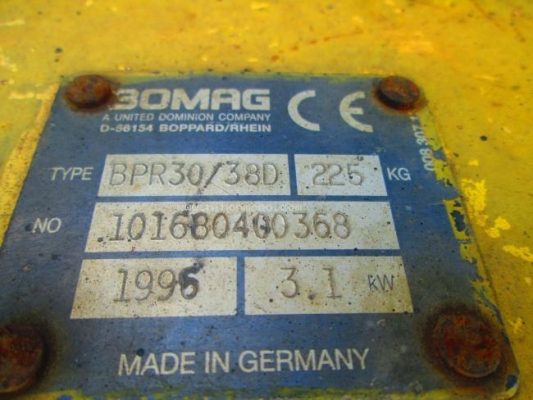 BOMAG CE
A UNITED DOMINION COMPANY
D-56154 BOPPARD/RHEIN
TYPE BPR30/38D 225 KG
NO 101680400368
1996 3.1 KW
MADE IN GERMANY